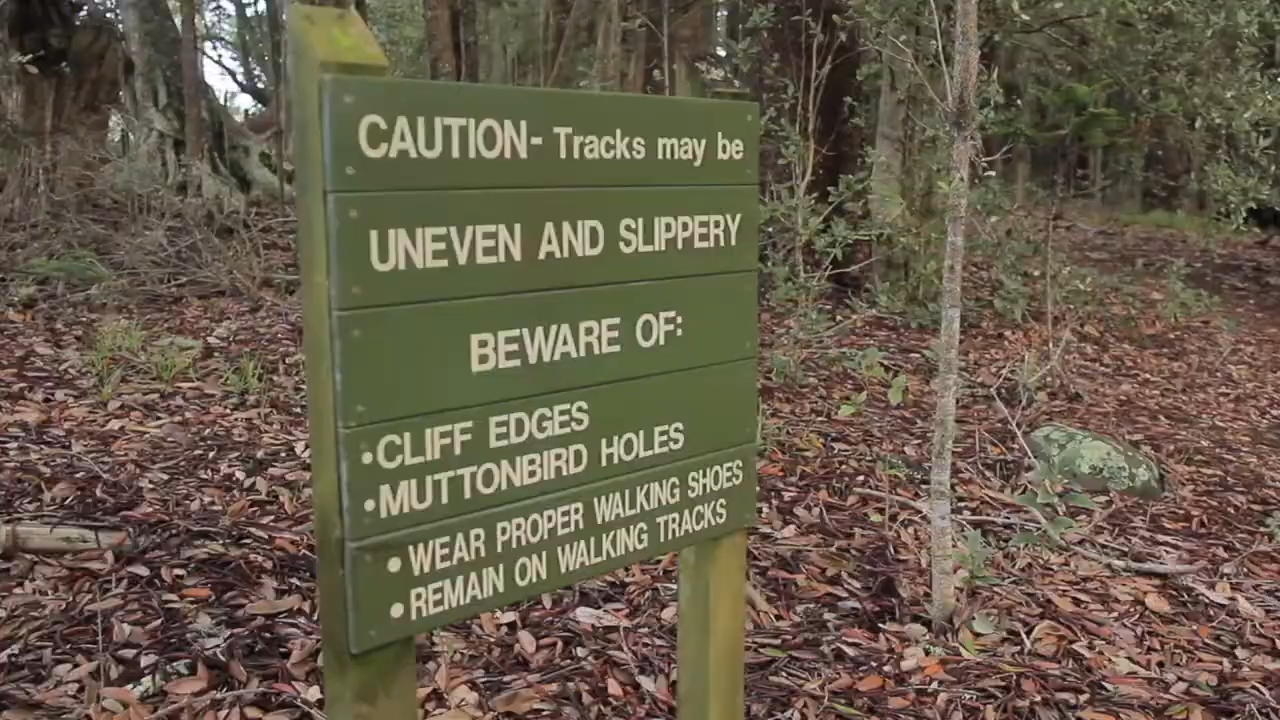 CAUTION- Tracks may be
UNEVEN AND SLIPPERY
BEWARE OF:
•CLIFF EDGES
•MUTTONBIRD HOLES
•WEAR PROPER WALKING SHOES
•REMAIN ON WALKING TRACKS